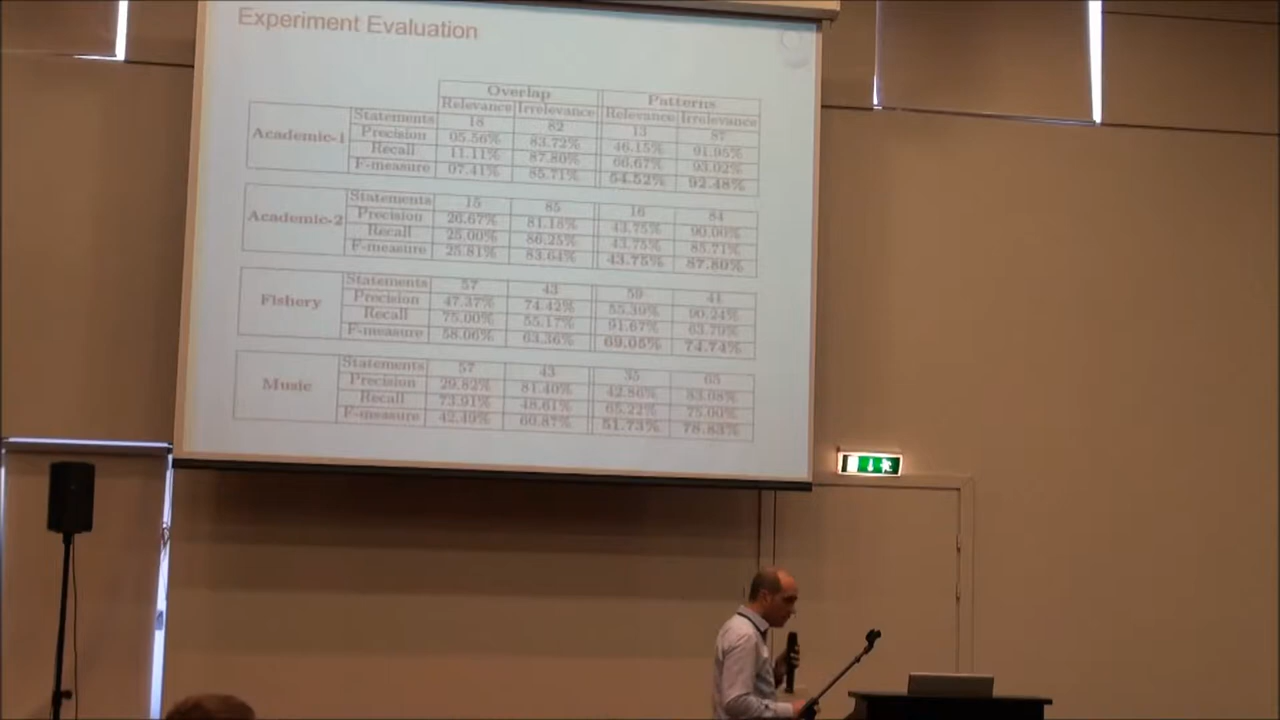 Experiment Evaluation
Overlap Patterns
Relevance Irrelevance Relevance Irrelevance
Academic-1
Statements 18 82 13 87
Precision 05.56% 83.72% 46.15% 91.95%
Recall 11.11% 87.80% 66.67% 93.02%
F-measure 07.41% 85.71% 54.52% 92.48%
Academic-2
Statements 15 85 16 84
Precision 26.67% 81.18% 43.75% 90.00%
Recall 25.00% 86.25% 43.75% 85.71%
F-measure 25.81% 83.64% 43.75% 87.80%
Fishery
Statements 57 43 59 41
Precision 47.37% 74.42% 55.39% 90.24%
Recall 75.00% 55.17% 91.67% 63.79%
F-measure 58.06% 63.36% 69.05% 74.74%
Music
Statements 57 43 35 65
Precision 29.82% 81.40% 42.86% 83.08%
Recall 73.91% 48.61% 65.22% 75.00%
F-measure 42.49% 60.87% 51.73% 78.83%